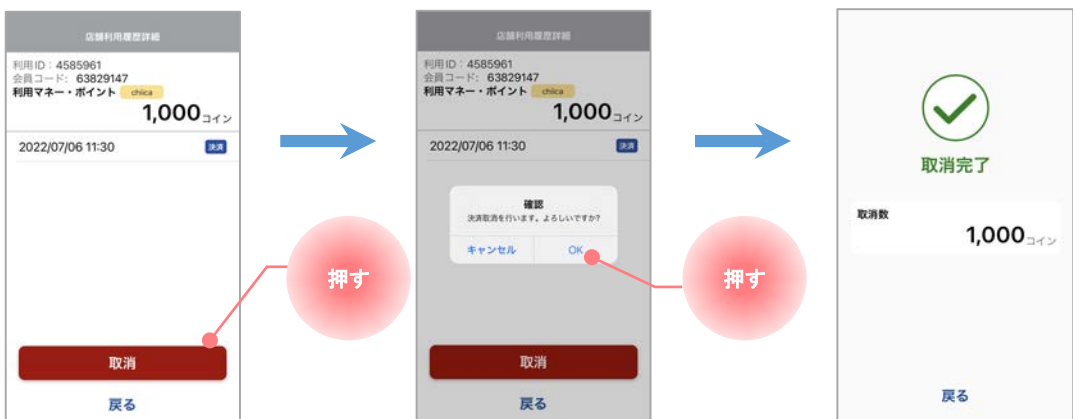 店舗利用履歴詳細
利用ID：4585961
会員コード： 63829147
利用マネー・ポイント chiica
1,000コイン
2022/07/06 11:30 決済
取消
戻る
押す
店舗利用履歴詳細
利用ID：4585961
会員コード： 63829147
利用マネー・ポイント chiica
1,000コイン
2022/07/06 11:30 決済
確認
決済取消を行います。よろしいですか?
キャンセル OK
取消
戻る
押す
取消完了
取消数
1,000コイン
戻る